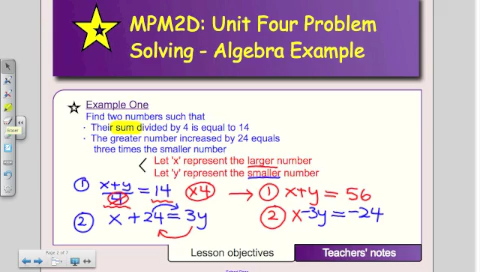 MPM2D: Unit Four Problem
Solving - Algebra Example
Example One
Find two numbers such that
· Their sum divided by 4 is equal to 14
· The greater number increased by 24 equals
three times the smaller number
Let 'x' represent the larger number
Let 'y' represent the smaller number
① x+y/4 = 14 (x4) → ① x+y = 56
② x + 24 = 3y ② x-3y = -24
Lesson objectives Teachers' notes